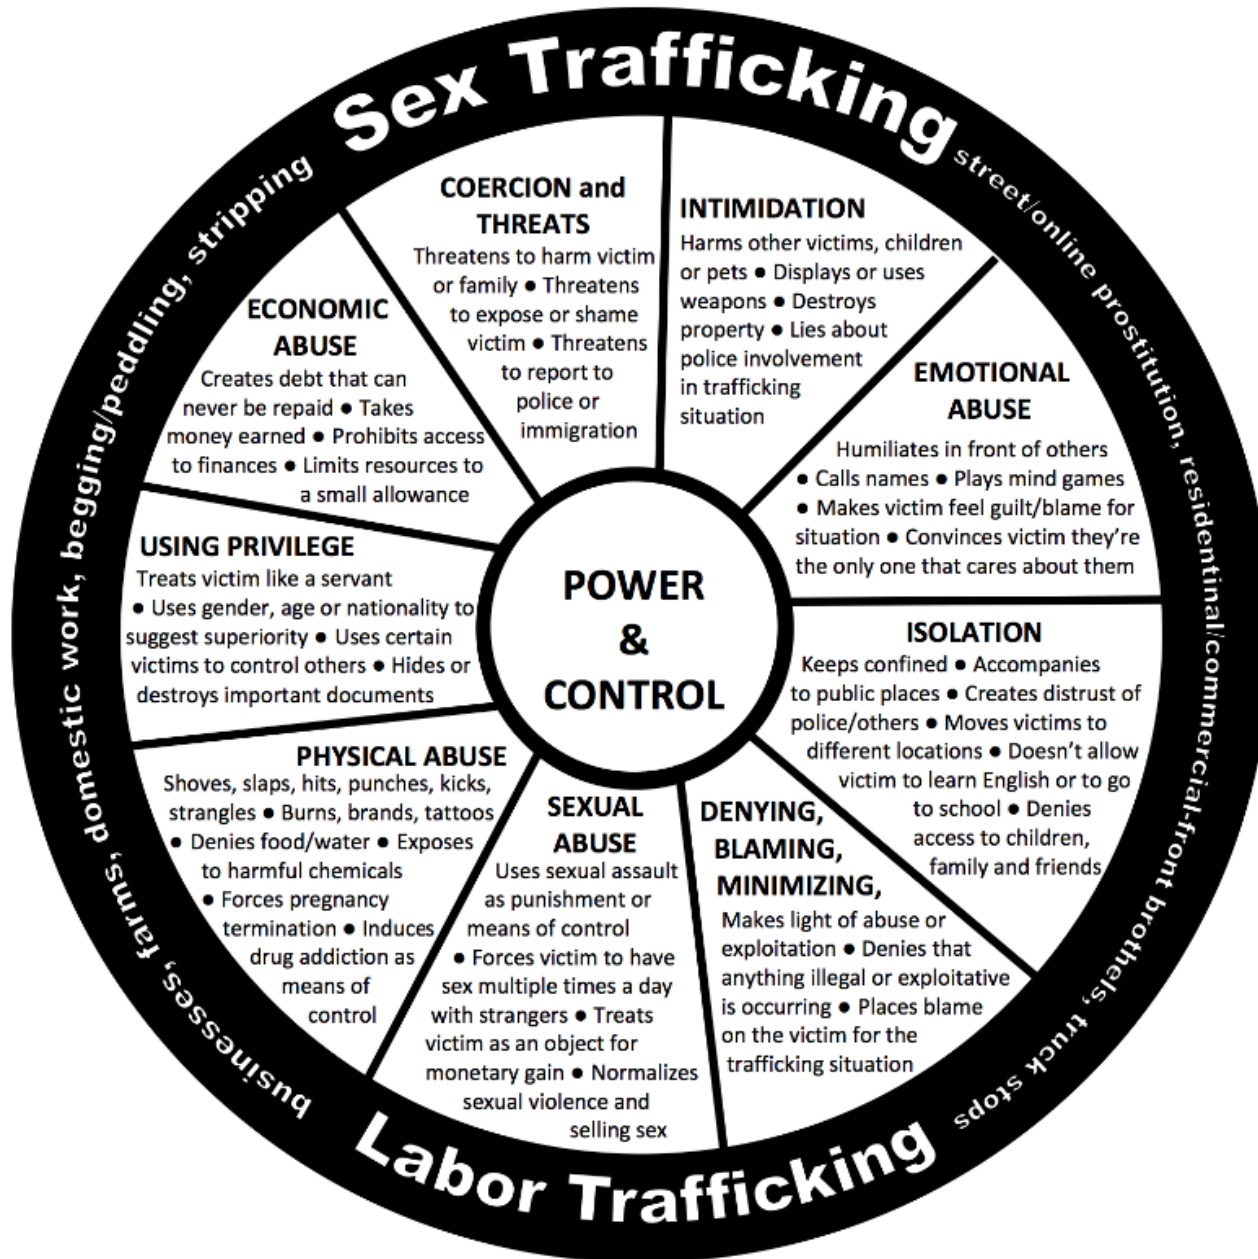 Sex Trafficking
street/online prostitution, residentinal/commercial-front brothels, truck stops
COERCION and
THREATS
Threatens to harm victim
or family ● Threatens
to expose or shame
victim ● Threatens
to report to
police or
immigration
INTIMIDATION
Harms other victims, children
or pets ● Displays or uses
weapons ● Destroys
property ● Lies about
police involvement
in trafficking
situation
EMOTIONAL
ABUSE
Humiliates in front of others
● Calls names ● Plays mind games
● Makes victim feel guilt/blame for
situation ● Convinces victim they're
the only one that cares about them
ISOLATION
Keeps confined ● Accompanies
to public places ● Creates distrust of
police/others ● Moves victims to
different locations ● Doesn't allow
victim to learn English or to go
to school ● Denies
access to children,
family and friends
DENYING,
BLAMING,
MINIMIZING,
Makes light of abuse or
exploitation ● Denies that
anything illegal or exploitative
is occurring ● Places blame
on the victim for the
trafficking situation
SEXUAL
ABUSE
Uses sexual assault
as punishment or
means of control
● Forces victim to have
sex multiple times a day
with strangers ● Treats
victim as an object for
monetary gain ● Normalizes
sexual violence and
selling sex
PHYSICAL ABUSE
Shoves, slaps, hits, punches, kicks,
strangles ● Burns, brands, tattoos
● Denies food/water ● Exposes
to harmful chemicals
● Forces pregnancy
termination ● Induces
drug addiction as
means of
control
USING PRIVILEGE
Treats victim like a servant
● Uses gender, age or nationality to
suggest superiority ● Uses certain
victims to control others ● Hides or
destroys important documents
ECONOMIC
ABUSE
Creates debt that can
never be repaid ● Takes
money earned ● Prohibits access
to finances ● Limits resources to
a small allowance
POWER
&
CONTROL
Labor Trafficking
businesses, farms, domestic work, begging/peddling, stripping